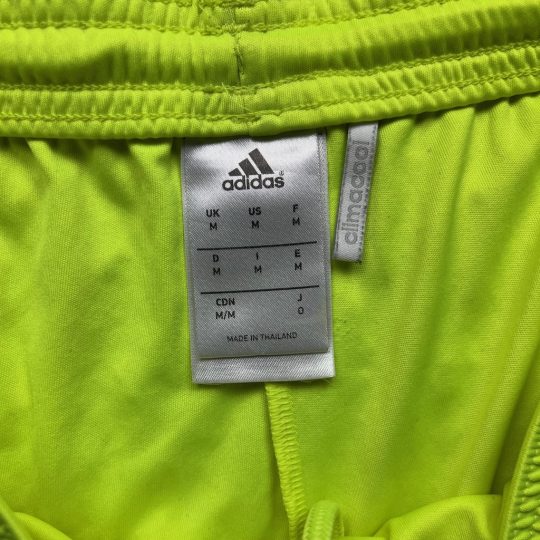 adidas
UK US F
M M M
D I E
M M M
CDN J
M/M O
MADE IN THAILAND
climacool